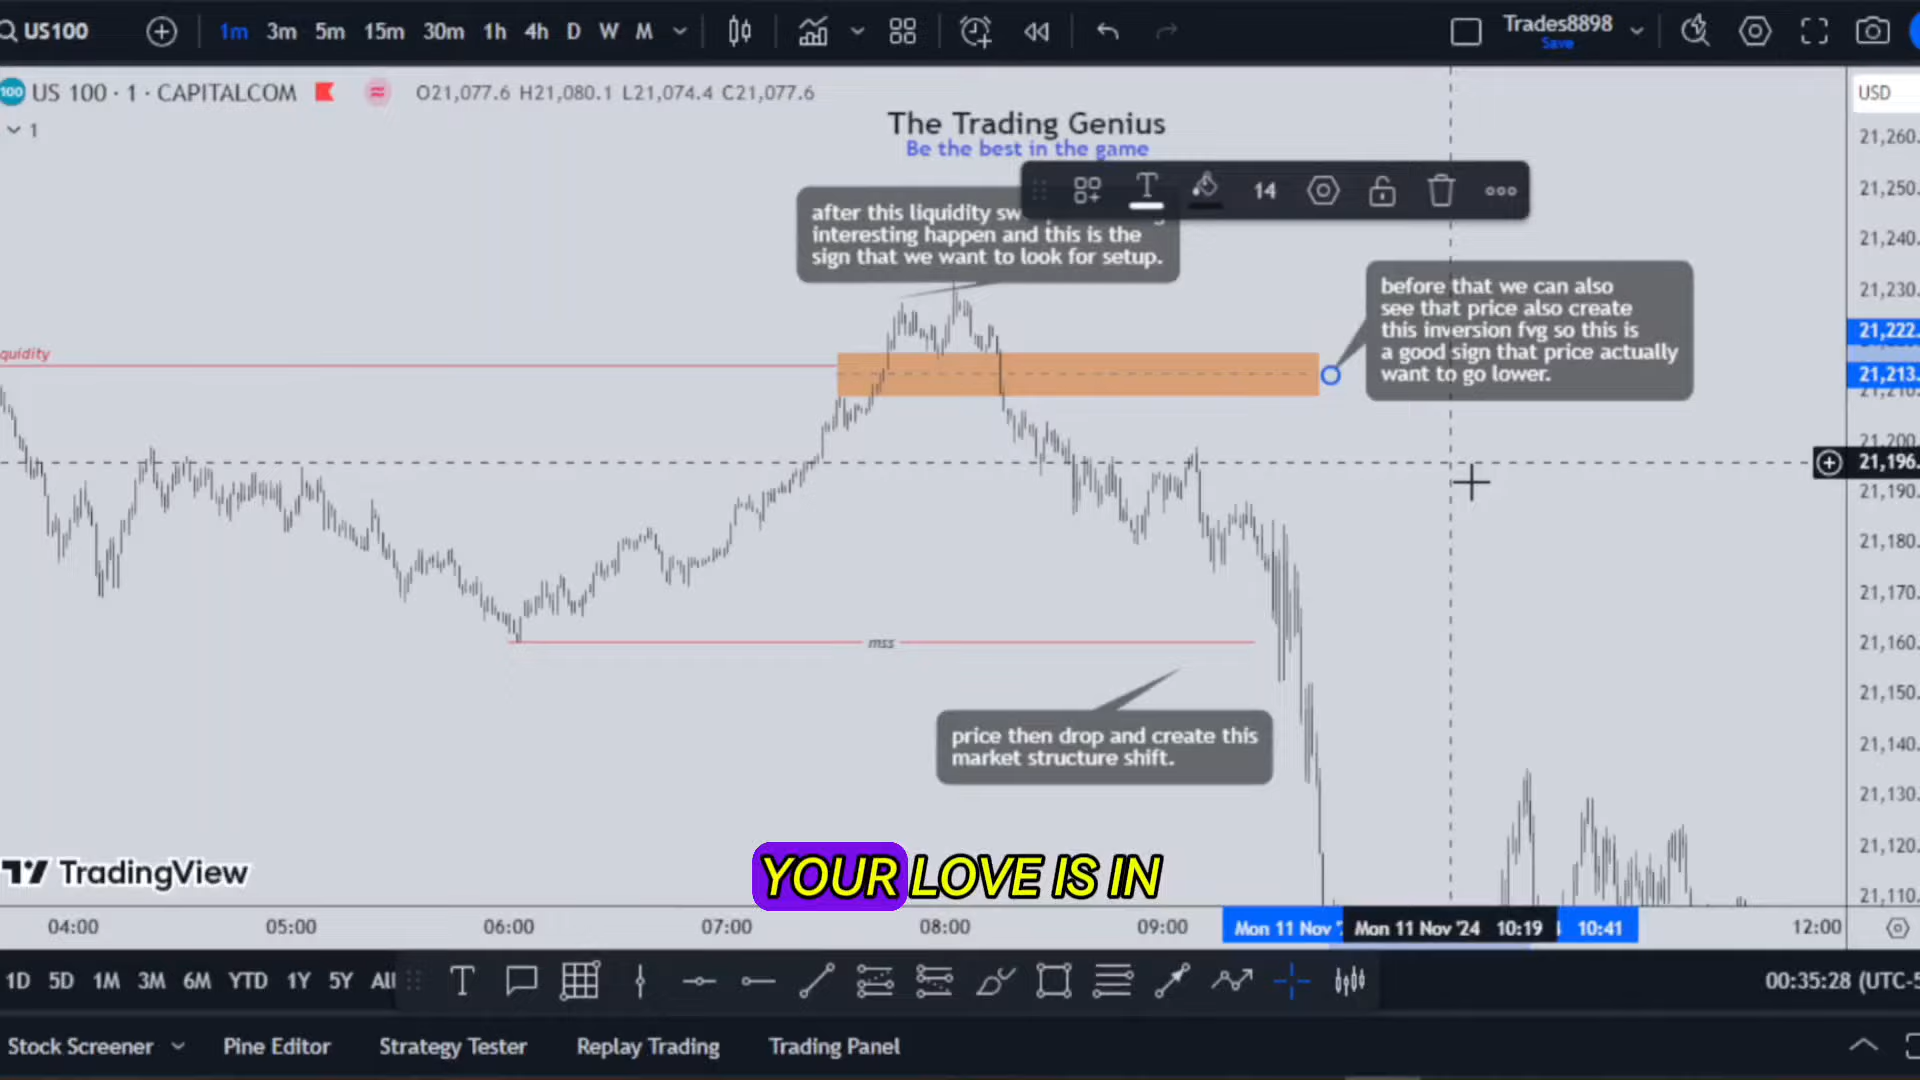 US100
1m 3m 5m 15m 30m 1h 4h D W M
Trades8898
Save
100 US 100 · 1 · CAPITALCOM
O21,077.6 H21,080.1 L21,074.4 C21,077.6
USD
1
The Trading Genius
Be the best in the game
14
after this liquidity sw
interesting happen and this is the
sign that we want to look for setup.
before that we can also
see that price also create
this inversion fvg so this is
a good sign that price actually
want to go lower.
quidity
mss
price then drop and create this
market structure shift.
21,260.
21,250.
21,240.
21,230.
21,222.
21,213.
21,210.
21,200.
21,196.
21,190.
21,180.
21,170.
21,160.
21,150.
21,140.
21,130.
21,120.
21,110.
TradingView
YOUR LOVE IS IN
04:00 05:00 06:00 07:00 08:00 09:00 Mon 11 Nov ' Mon 11 Nov '24 10:19 10:41 12:00
1D 5D 1M 3M 6M YTD 1Y 5Y All
00:35:28 (UTC-5
Stock Screener Pine Editor Strategy Tester Replay Trading Trading Panel